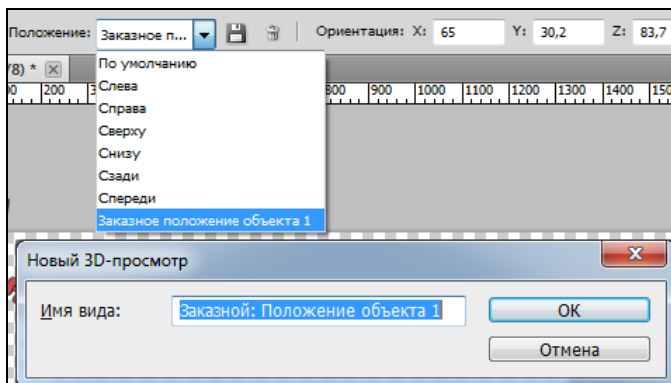 Положение: Заказное п... Ориентация: X: 65 Y: 30,2 Z: 83,7
/8) *
200 800 900 1000 1100 1200 1300 1400
По умолчанию
Слева
Справа
Сверху
Снизу
Сзади
Спереди
Заказное положение объекта 1
Новый 3D-просмотр
Имя вида: Заказной: Положение объекта 1 OK
Отмена